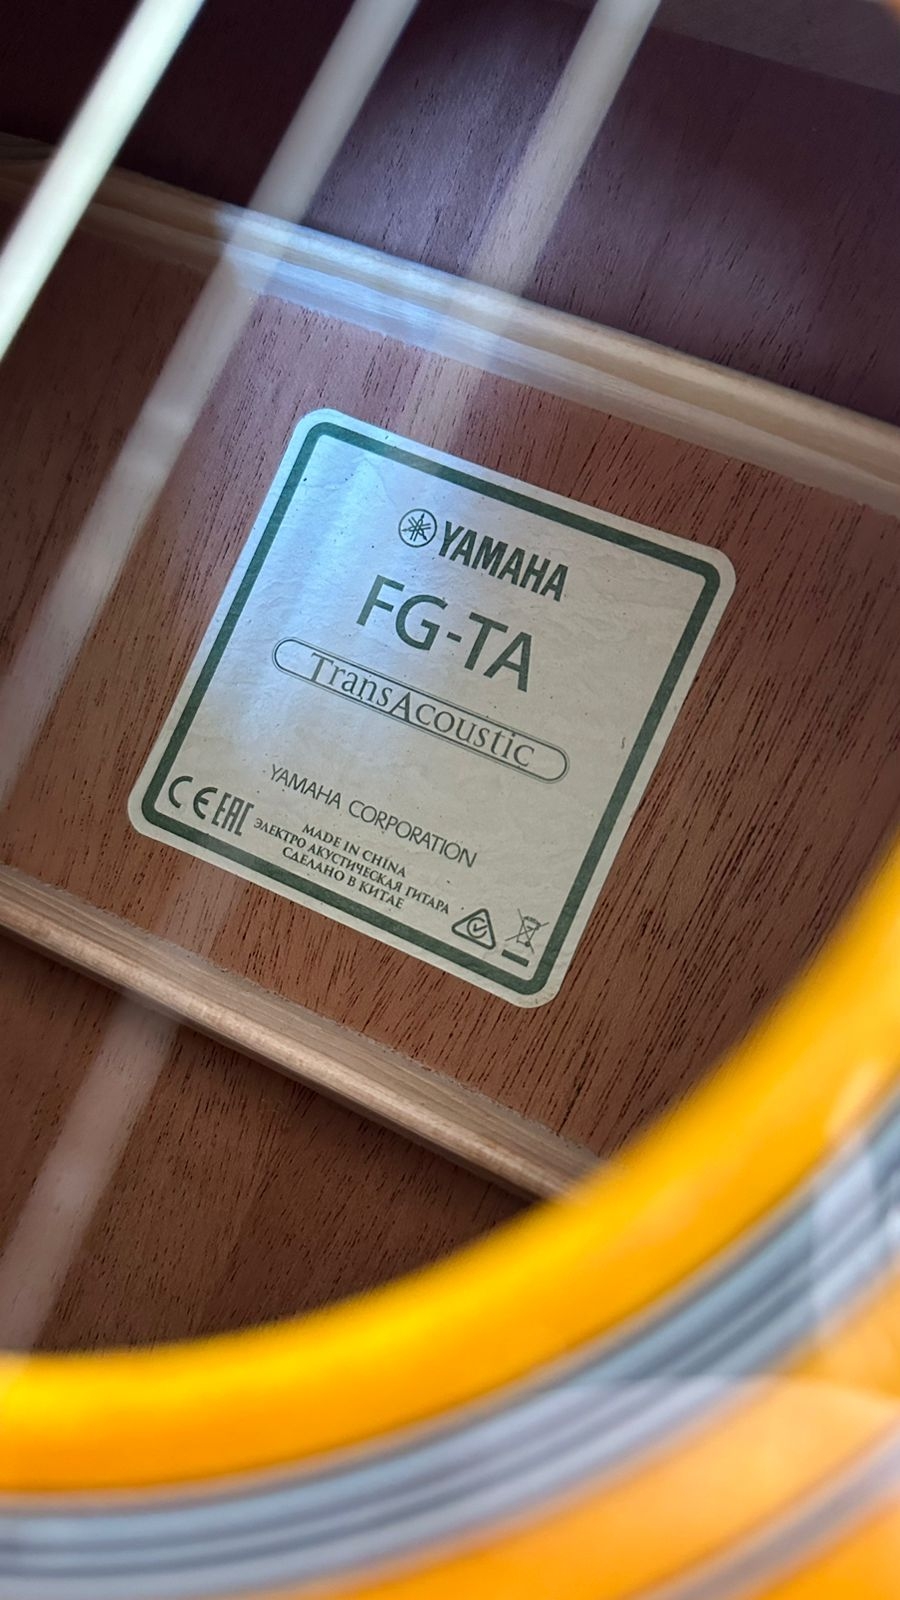 YAMAHA
FG-TA
TransAcoustic
YAMAHA CORPORATION
CE EAC
MADE IN CHINA
ЭЛЕКТРО АКУСТИЧЕСКАЯ ГИТАРА
СДЕЛАНО В КИТАЕ